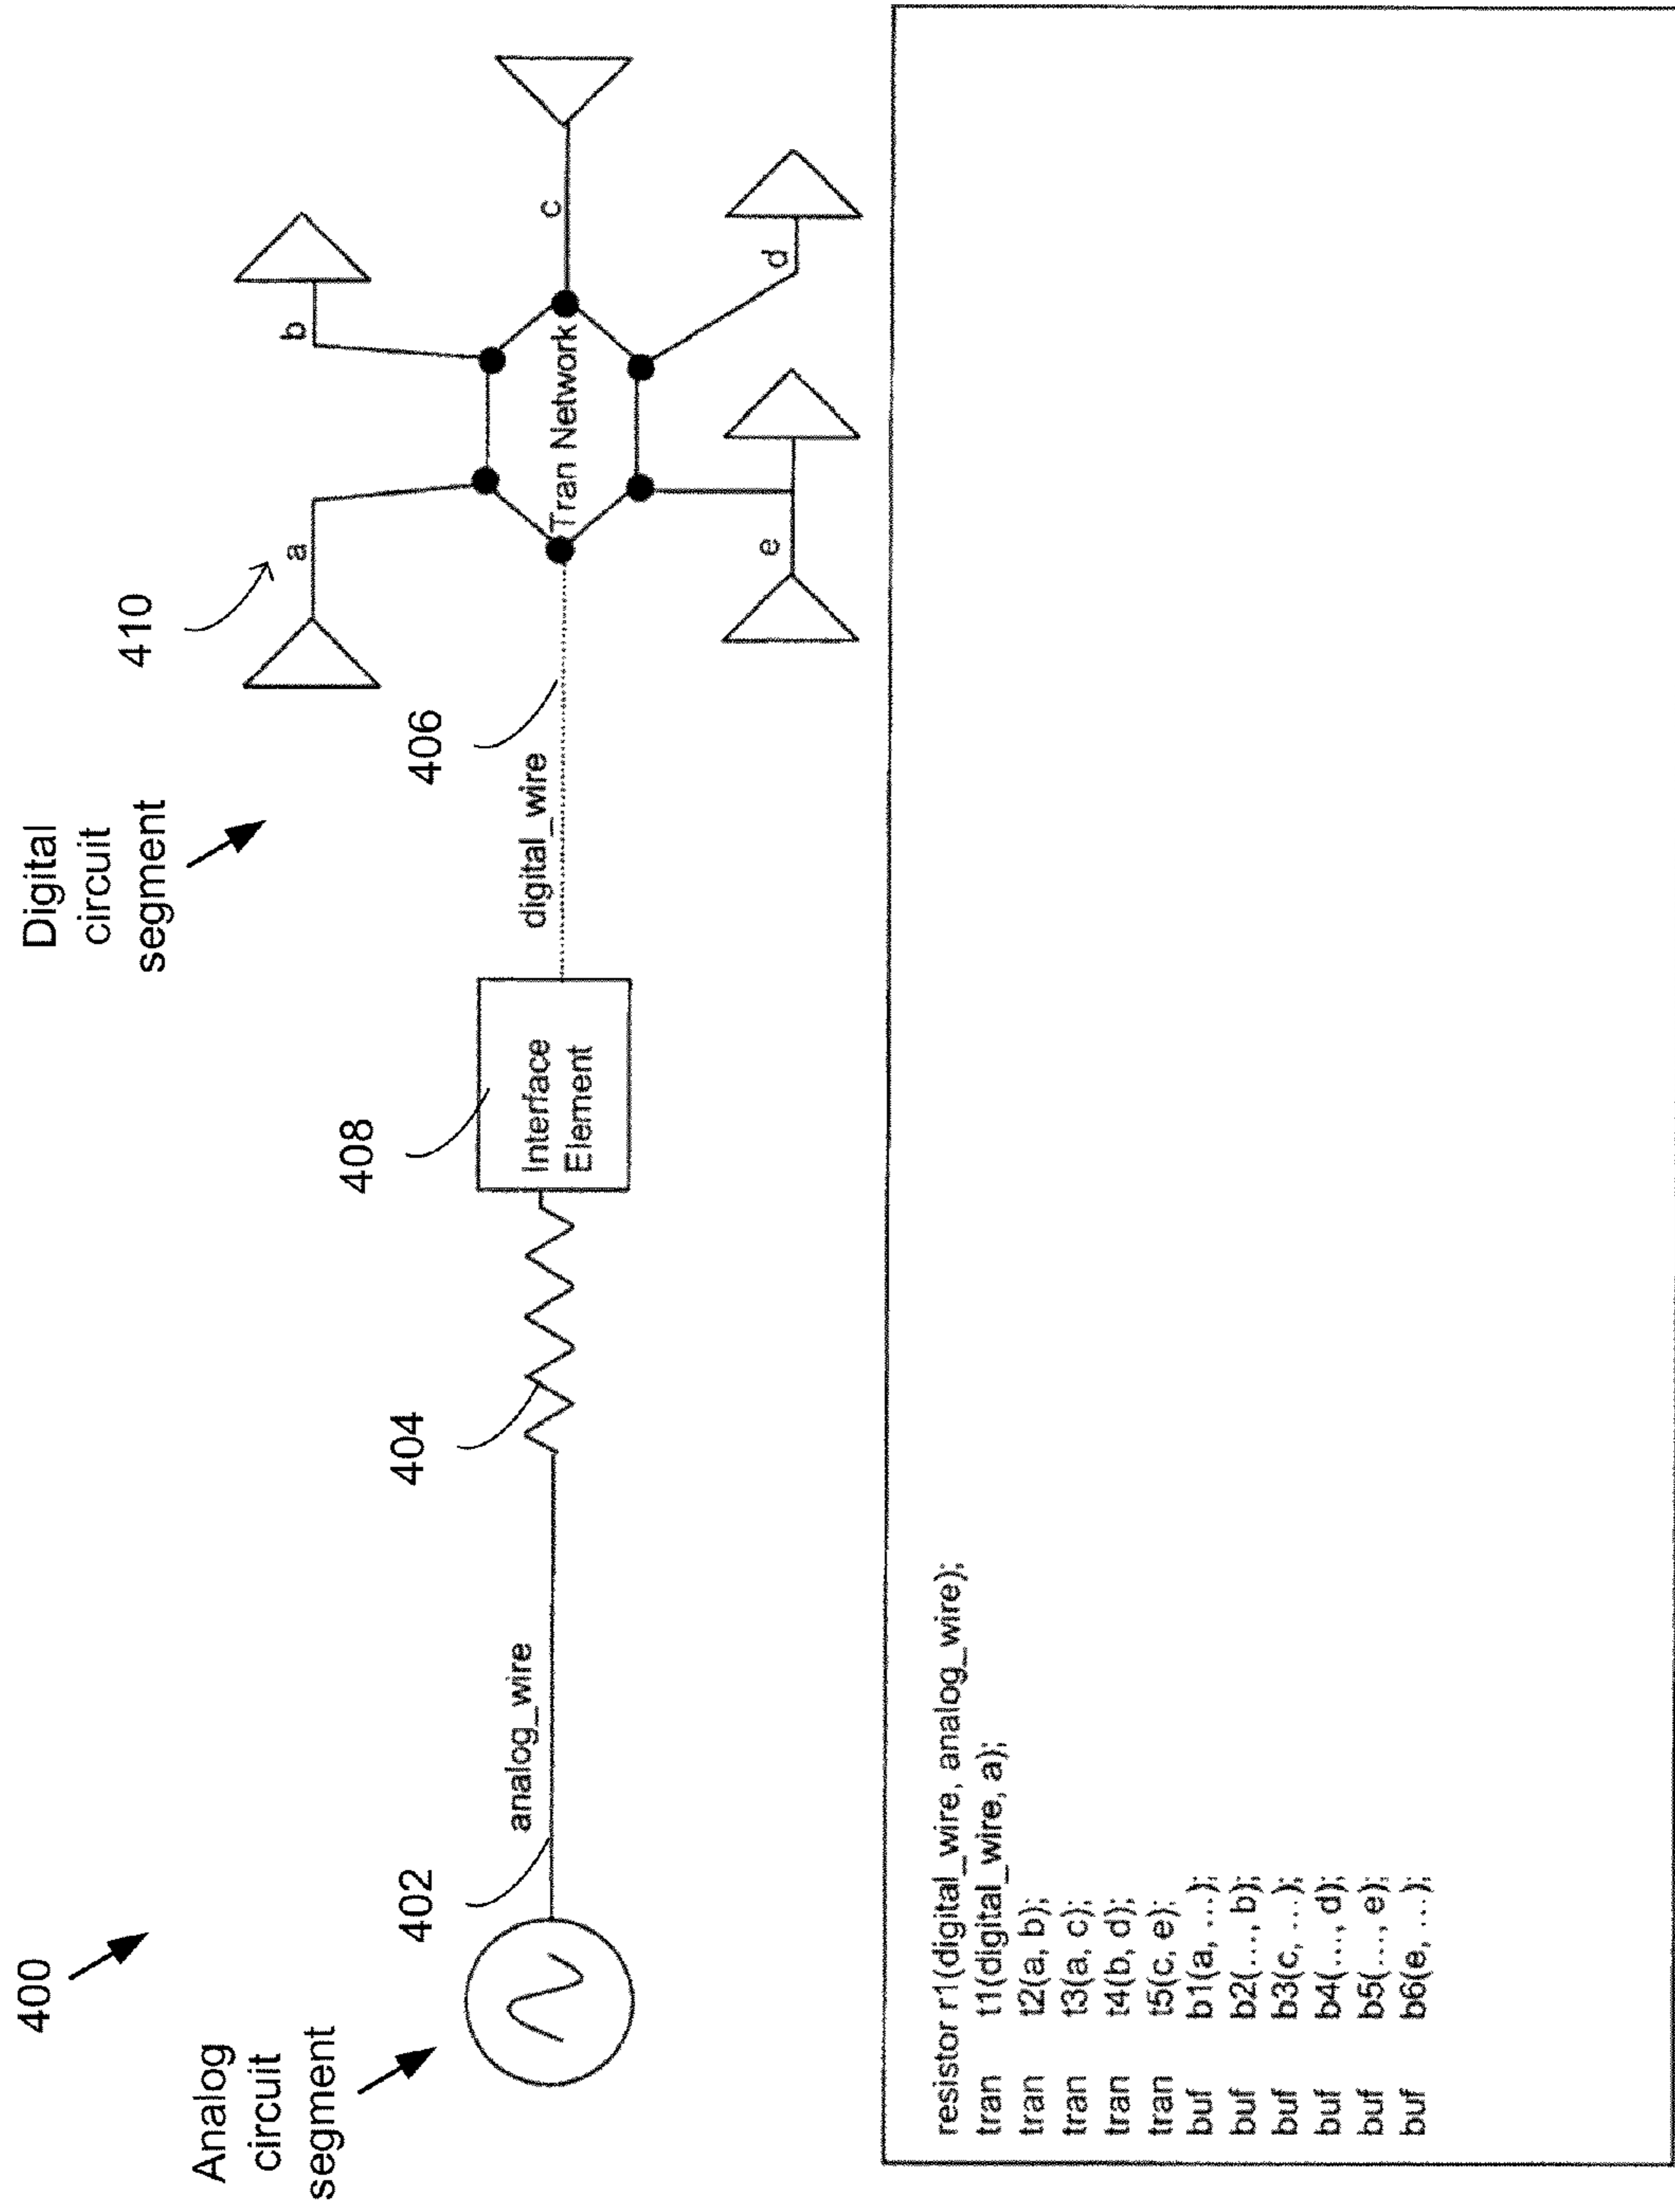 400
Analog
circuit
segment
402
analog_wire
404
408
Interface
Element
Digital
circuit
segment
406
digital_wire
410
a
b
c
d
e
Tran Network
resistor r1(digital_wire, analog_wire);
tran t1(digital_wire, a);
tran t2(a, b);
tran t3(a, c);
tran t4(b, d);
tran t5(c, e);
buf b1(a, ...);
buf b2(..., b);
buf b3(c, ...);
buf b4(..., d);
buf b5(..., e);
buf b6(e, ...);